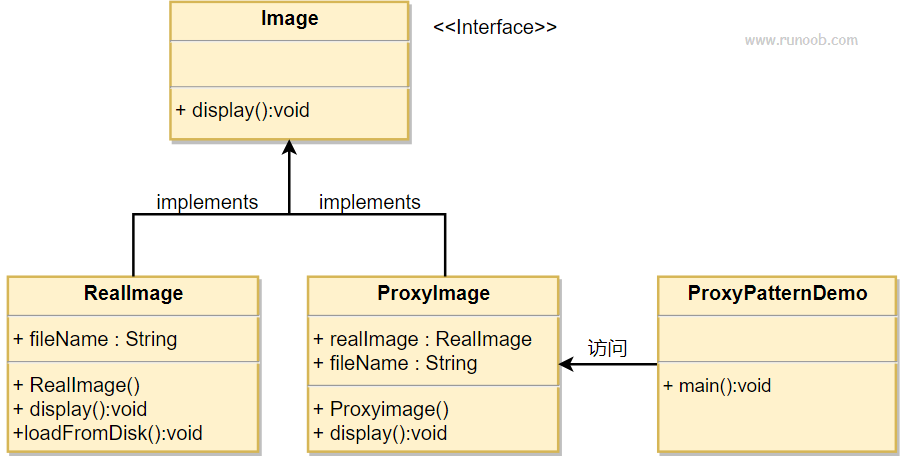 Image
<<Interface>>
www.runoob.com
+ display():void
implements
implements
RealImage
+ fileName : String
+ RealImage()
+ display():void
+loadFromDisk():void
ProxyImage
+ realImage : RealImage
+ fileName : String
+ Proxyimage()
+ display():void
访问
ProxyPatternDemo
+ main():void